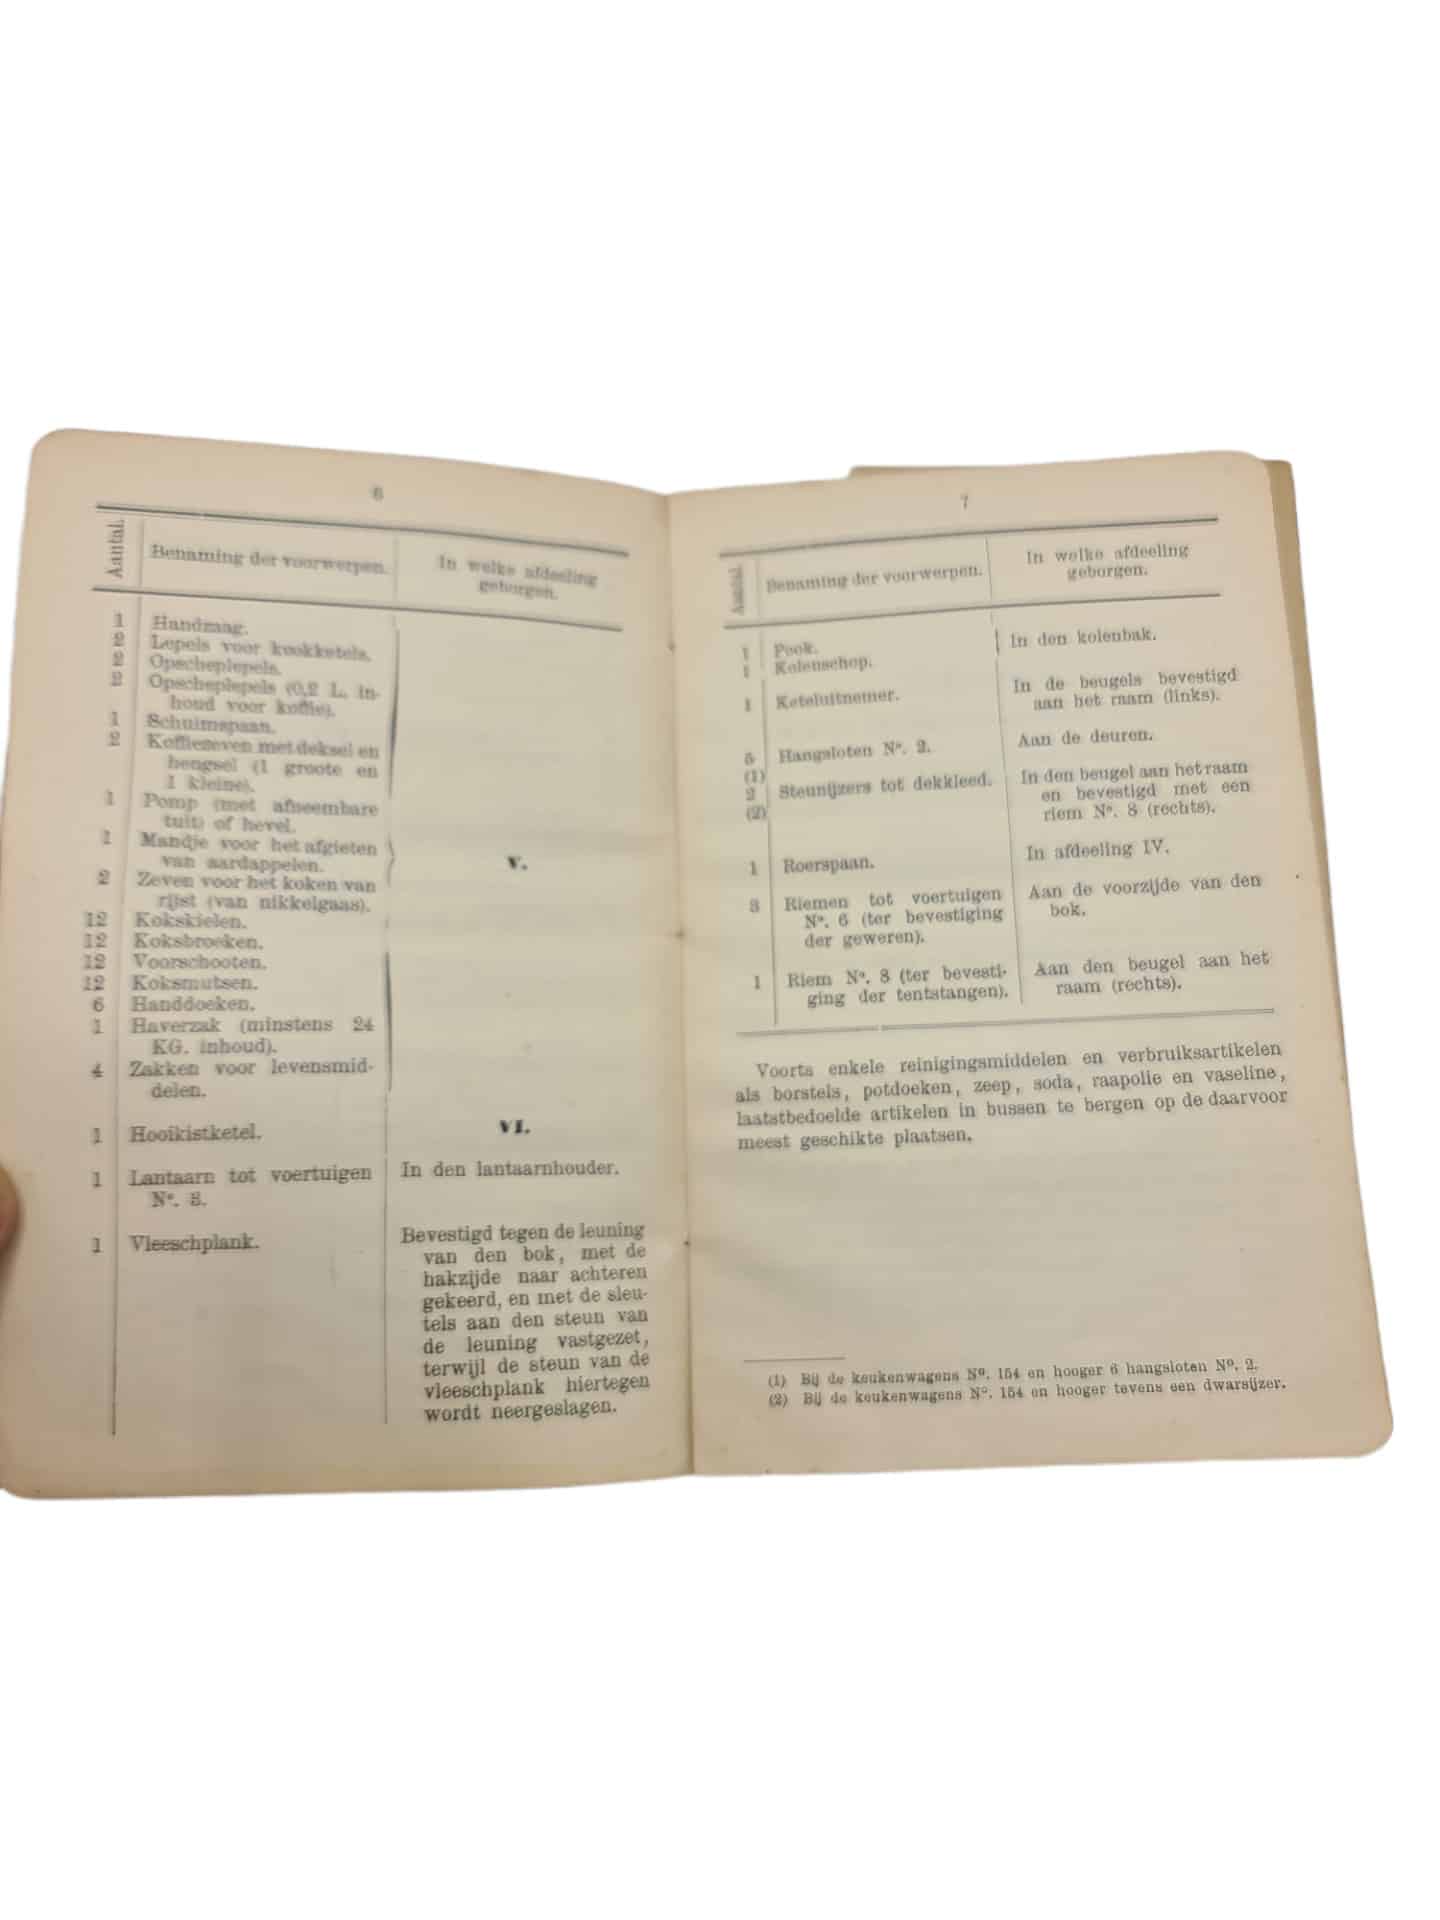 6
Aantal.
Benaming der voorwerpen.
In welke afdeeling
geborgen.
1 Handzaag.
2 Lepels voor kookketels.
2 Opscheplepels.
2 Opscheplepels (0,2 L. in-
houd voor koffie).
1 Schuimspaan.
2 Koffiezeven met deksel en
hengsel (1 groote en
1 kleine).
1 Pomp (met afneembare
tuit) of hevel.
1 Mandje voor het afgieten
van aardappelen.
V.
2 Zeven voor het koken van
rijst (van nikkelgaas).
12 Kokskielen.
12 Koksbroeken.
12 Voorschooten.
12 Koksmutsen.
6 Handdoeken.
1 Haverzak (minstens 24
KG. inhoud).
4 Zakken voor levensmid-
delen.
1 Hooikistketel. VI.
1 Lantaarn tot voertuigen In den lantaarnhouder.
Nº. 3.
1 Vleeschplank. Bevestigd tegen de leuning
van den bok, met de
hakzijde naar achteren
gekeerd, en met de sleu-
tels aan den steun van
de leuning vastgezet,
terwijl de steun van de
vleeschplank hiertegen
wordt neergeslagen.
7
Aantal.
Benaming der voorwerpen.
In welke afdeeling
geborgen.
1 Pook. In den kolenbak.
1 Kolenschop.
1 Keteluitnemer. In de beugels bevestigd
aan het raam (links).
5 Hangsloten Nº. 2. Aan de deuren.
(1)
2 Steunijzers tot dekkleed. In den beugel aan het raam
(2) en bevestigd met een
riem Nº. 8 (rechts).
1 Roerspaan. In afdeeling IV.
3 Riemen tot voertuigen Aan de voorzijde van den
Nº. 6 (ter bevestiging bok.
der geweren).
1 Riem Nº. 8 (ter bevesti- Aan den beugel aan het
ging der tentstangen). raam (rechts).
Voorts enkele reinigingsmiddelen en verbruiksartikelen
als borstels, potdoeken, zeep, soda, raapolie en vaseline,
laatstbedoelde artikelen in bussen te bergen op de daarvoor
meest geschikte plaatsen.
(1) Bij de keukenwagens Nº. 154 en hooger 6 hangsloten Nº. 2.
(2) Bij de keukenwagens Nº. 154 en hooger tevens een dwarsijzer.